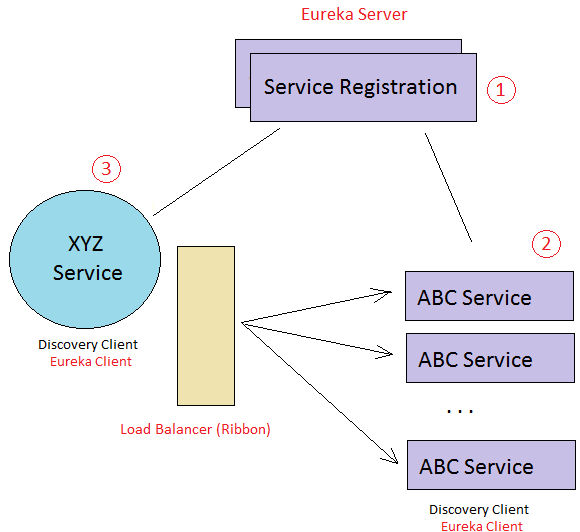 Eureka Server
Service Registration
1
3
2
XYZ
Service
ABC Service
Discovery Client
Eureka Client
ABC Service
. . .
Load Balancer (Ribbon)
ABC Service
Discovery Client
Eureka Client